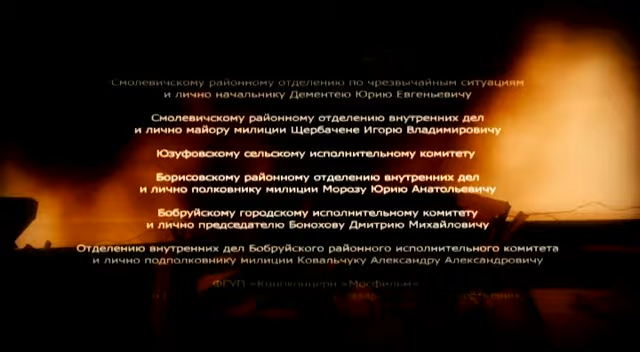 Смолевичскому районному отделению по чрезвычайным ситуациям
и лично начальнику Дементею Юрию Евгеньевичу
Смолевичскому районному отделению внутренних дел
и лично майору милиции Щербачене Игорю Владимировичу
Юзуфовскому сельскому исполнительному комитету
Борисовскому районному отделению внутренних дел
и лично полковнику милиции Морозу Юрию Анатольевичу
Бобруйскому городскому исполнительному комитету
и лично председателю Бонохову Дмитрию Михайловичу
Отделению внутренних дел Бобруйского районного исполнительного комитета
и лично подполковнику милиции Ковальчуку Александру Александровичу
ФГУП «Киноконцерн «Мосфильм»